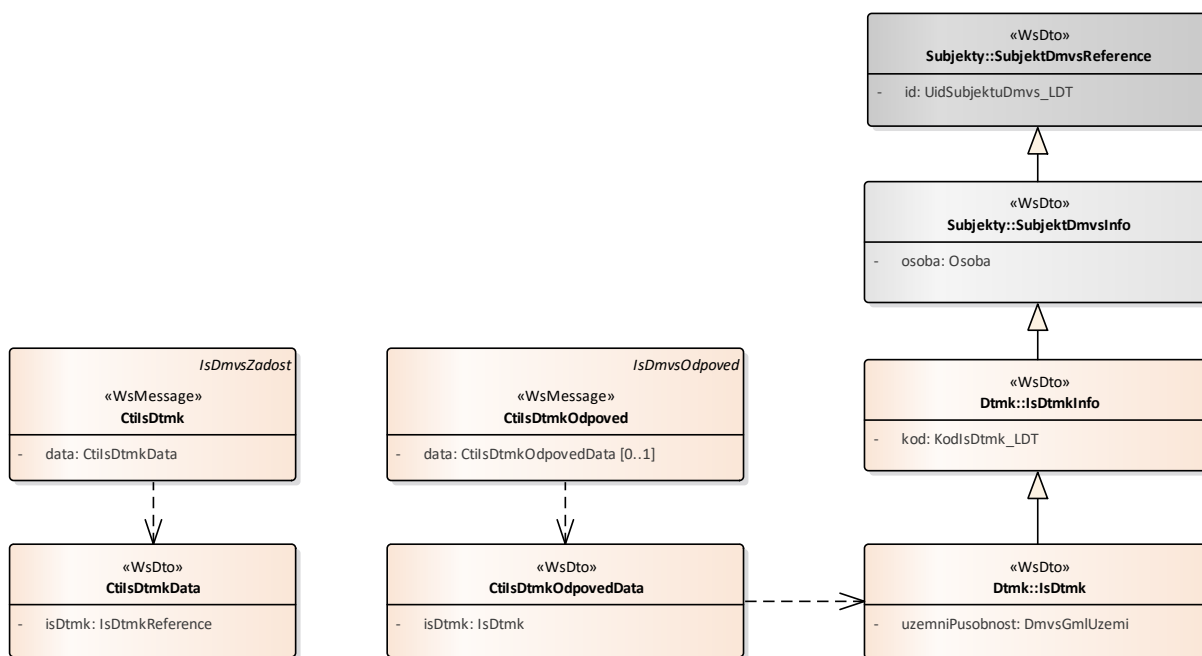 «WsDto»
Subjekty::SubjektDmvsReference
- id: UidSubjektuDmvs_LDT
«WsDto»
Subjekty::SubjektDmvsInfo
- osoba: Osoba
IsDmvsZadost
«WsMessage»
CtiIsDtmk
- data: CtiIsDtmkData
IsDmvsOdpoved
«WsMessage»
CtiIsDtmkOdpoved
- data: CtiIsDtmkOdpovedData [0..1]
«WsDto»
Dtmk::IsDtmkInfo
- kod: KodIsDtmk_LDT
«WsDto»
CtiIsDtmkData
- isDtmk: IsDtmkReference
«WsDto»
CtiIsDtmkOdpovedData
- isDtmk: IsDtmk
«WsDto»
Dtmk::IsDtmk
- uzemniPusobnost: DmvsGmlUzemi